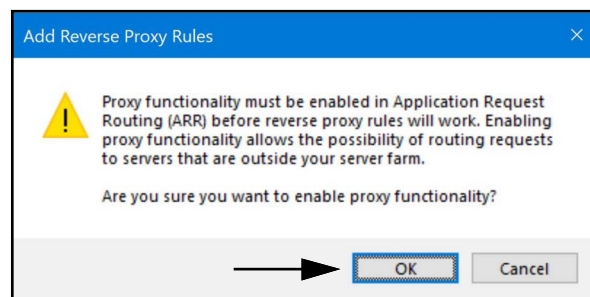 Add Reverse Proxy Rules
Proxy functionality must be enabled in Application Request
Routing (ARR) before reverse proxy rules will work. Enabling
proxy functionality allows the possibility of routing requests
to servers that are outside your server farm.
Are you sure you want to enable proxy functionality?
OK
Cancel